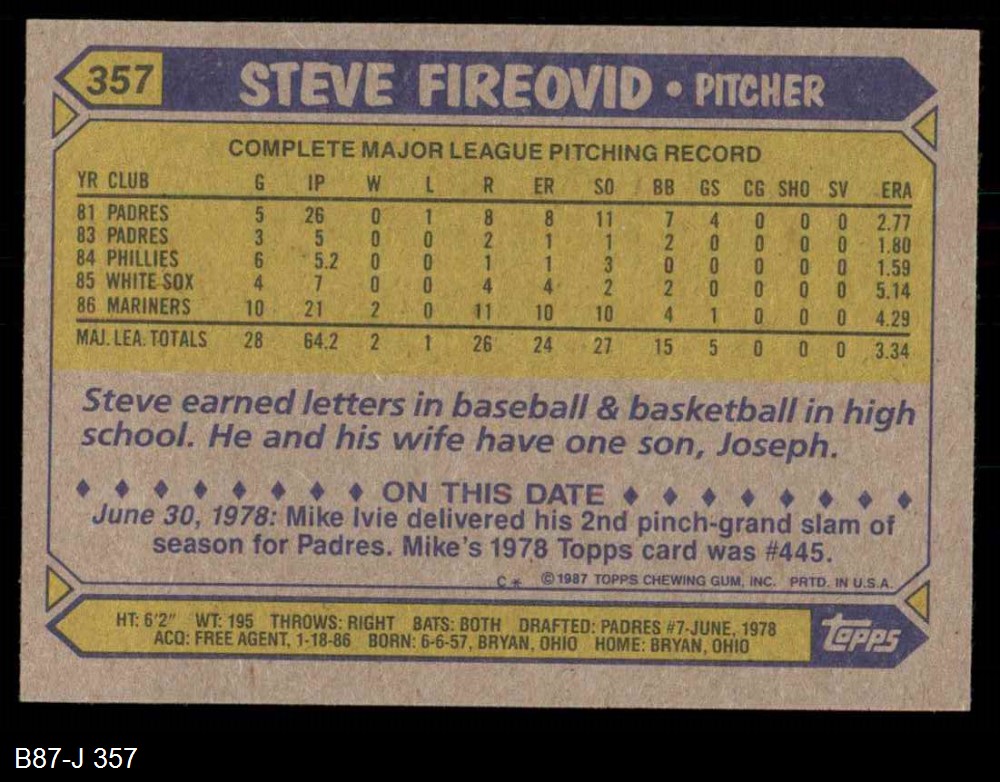 357 STEVE FIREOVID • PITCHER
COMPLETE MAJOR LEAGUE PITCHING RECORD
YR CLUB G IP W L R ER SO BB GS CG SHO SV ERA
81 PADRES 5 26 0 1 8 8 11 7 4 0 0 0 2.77
83 PADRES 3 5 0 0 2 1 1 2 0 0 0 0 1.80
84 PHILLIES 6 5.2 0 0 1 1 3 0 0 0 0 0 1.59
85 WHITE SOX 4 7 0 0 4 4 2 2 0 0 0 0 5.14
86 MARINERS 10 21 2 0 11 10 10 4 1 0 0 0 4.29
MAJ. LEA. TOTALS 28 64.2 2 1 26 24 27 15 5 0 0 0 3.34
Steve earned letters in baseball & basketball in high
school. He and his wife have one son, Joseph.
ON THIS DATE
June 30, 1978: Mike Ivie delivered his 2nd pinch-grand slam of
season for Padres. Mike's 1978 Topps card was #445.
C* ©1987 TOPPS CHEWING GUM, INC. PRTD. IN U.S.A.
HT: 6'2" WT: 195 THROWS: RIGHT BATS: BOTH DRAFTED: PADRES #7-JUNE, 1978
ACQ: FREE AGENT, 1-18-86 BORN: 6-6-57, BRYAN, OHIO HOME: BRYAN, OHIO
topps
B87-J 357